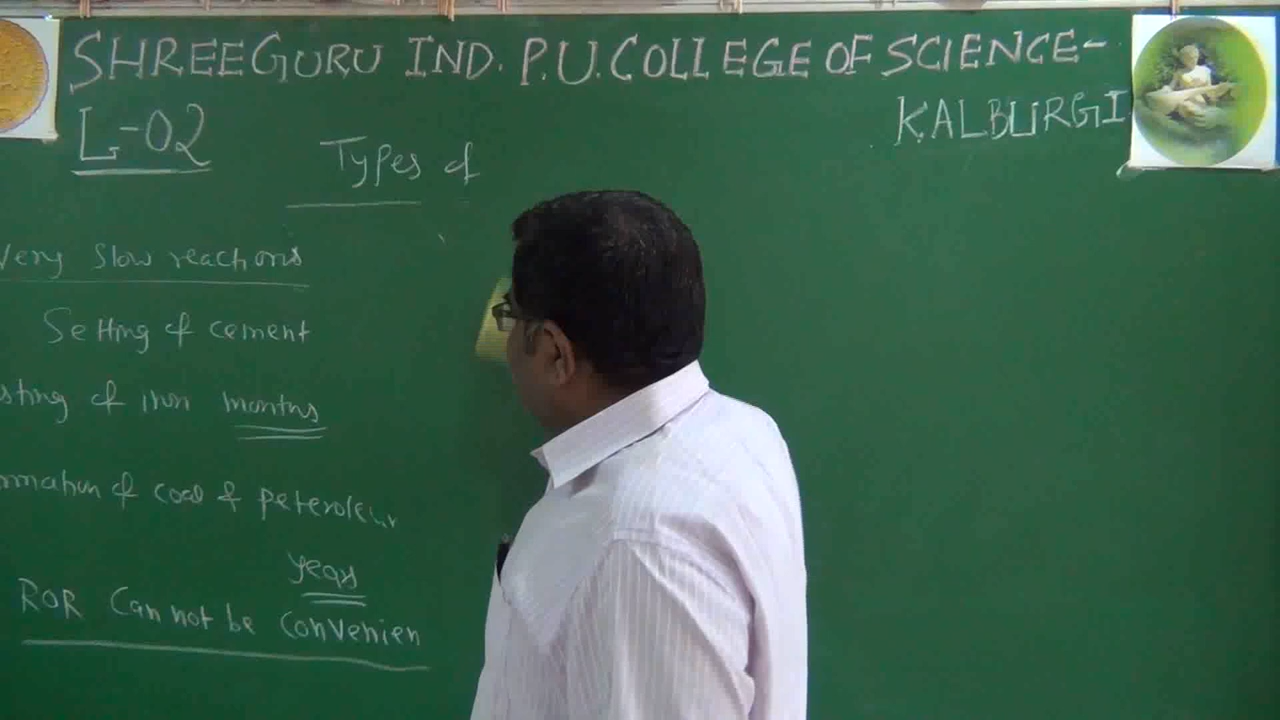 SHREEGURU IND. P.U. COLLEGE OF SCIENCE-
KALBURGI
L-02
Types of
Very Slow reactions
Setting of cement
sting of iron months
rmation of coal & peteroleu
years
ROR Can not be Convenien